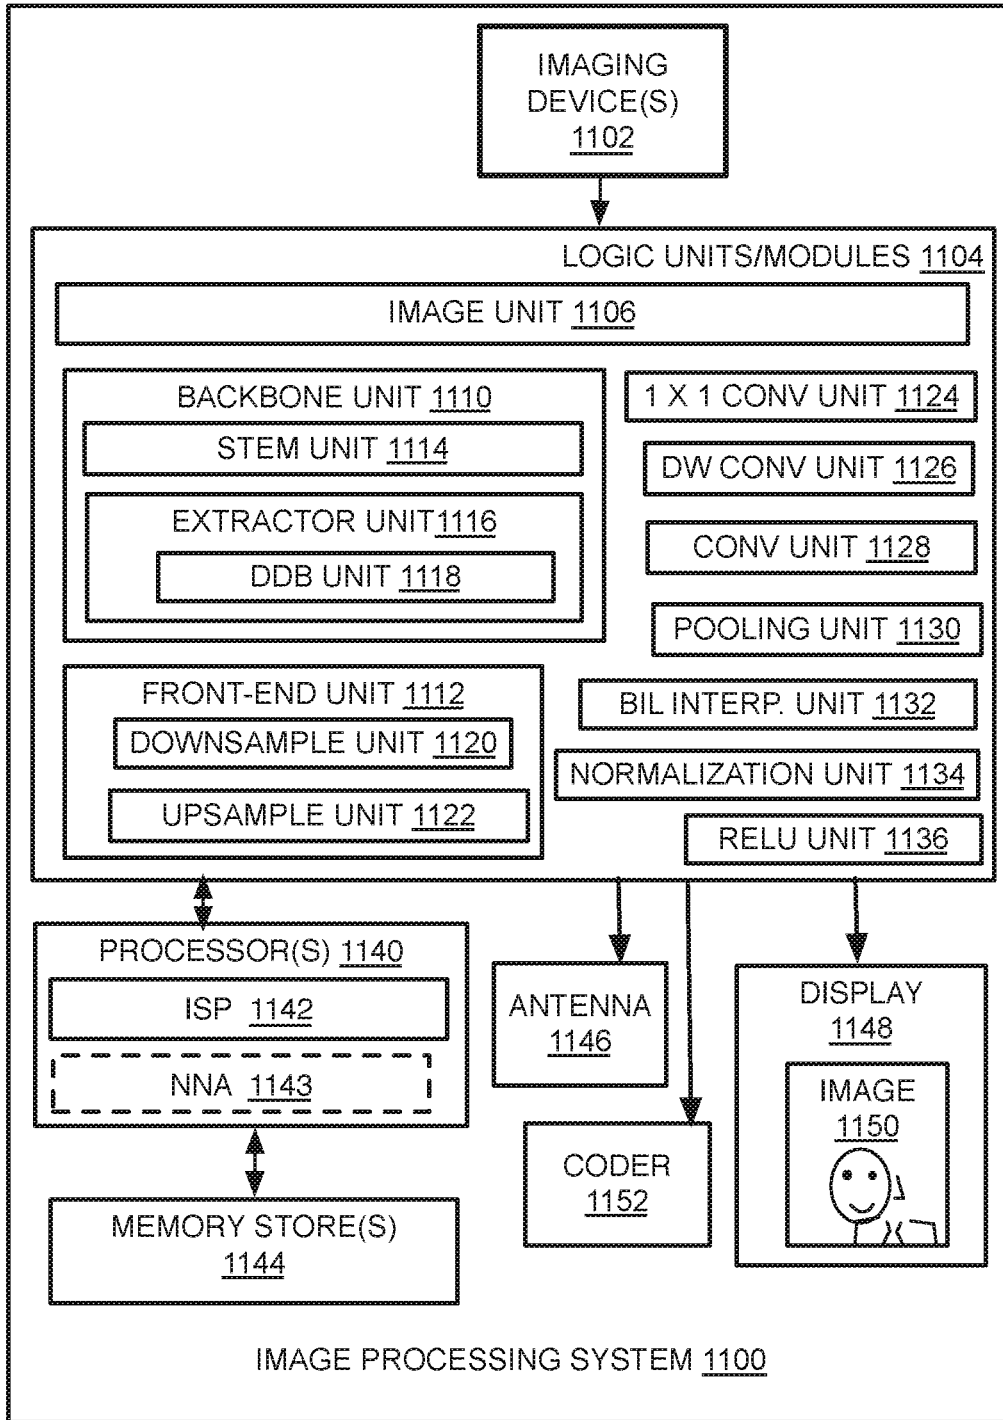 IMAGING
DEVICE(S)
1102
LOGIC UNITS/MODULES 1104
IMAGE UNIT 1106
BACKBONE UNIT 1110
STEM UNIT 1114
EXTRACTOR UNIT1116
DDB UNIT 1118
1 X 1 CONV UNIT 1124
DW CONV UNIT 1126
CONV UNIT 1128
POOLING UNIT 1130
FRONT-END UNIT 1112
DOWNSAMPLE UNIT 1120
UPSAMPLE UNIT 1122
BIL INTERP. UNIT 1132
NORMALIZATION UNIT 1134
RELU UNIT 1136
PROCESSOR(S) 1140
ISP 1142
NNA 1143
MEMORY STORE(S)
1144
ANTENNA
1146
CODER
1152
DISPLAY
1148
IMAGE
1150
IMAGE PROCESSING SYSTEM 1100